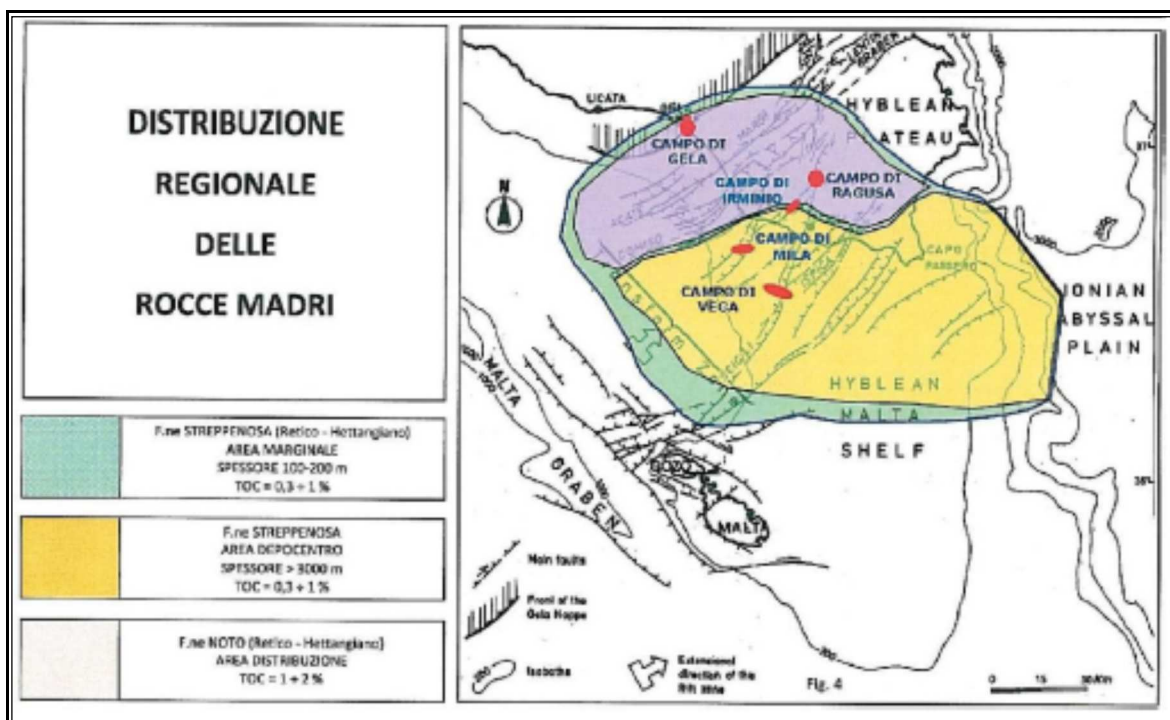 DISTRIBUZIONE
REGIONALE
DELLE
ROCCE MADRI
F.ne STREPPENOSA (Retico - Hettangiano)
AREA MARGINALE
SPESSORE 100-200 m
TOC = 0,3 ÷ 1 %
F.ne STREPPENOSA
AREA DEPOCENTRO
SPESSORE > 3000 m
TOC = 0,3 ÷ 1 %
F.ne NOTO (Retico - Hettangiano)
AREA DISTRIBUZIONE
TOC = 1 ÷ 2 %
GRABEN
LICATA
HYBLEAN
PLATEAU
CAMPO DI
GELA
CAMPO DI
IRMINIO
CAMPO DI
RAGUSA
N
CAMPO DI
MILA
CAPO
PASSERO
CAMPO DI
VEGA
IONIAN
ABYSSAL
PLAIN
HYBLEAN
MALTA
SHELF
MALTA
GRABEN
GOZO
MALTA
Main faults
Front of the
Gela Nappe
Isobaths
Extensional
direction of the
Rift zone
Fig. 4
0 15 30 Km